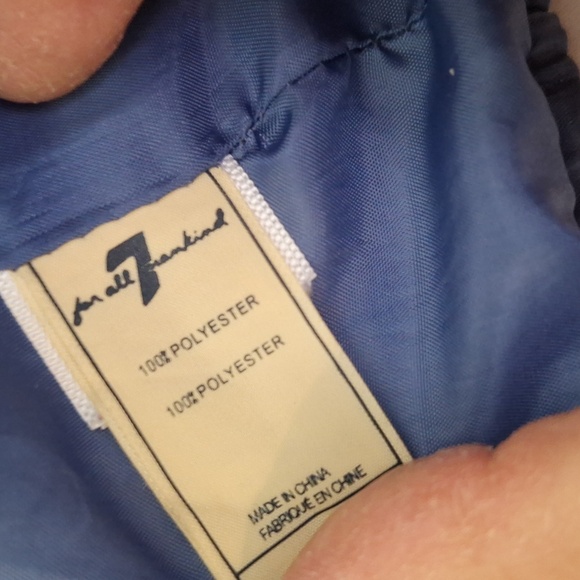 for all 7 mankind
100% POLYESTER
100% POLYESTER
MADE IN CHINA
FABRIQUÉ EN CHINE